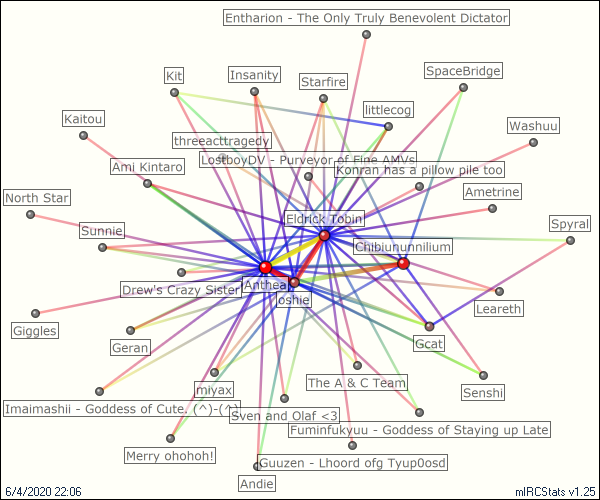 Entharion - The Only Truly Benevolent Dictator
Kit
Insanity
Starfire
SpaceBridge
littlecog
Kaitou
Washuu
threeacttragedy
LostboyDV - Purveyor of Fine AMVs
Ami Kintaro
Konran has a pillow pile too
North Star
Ametrine
Eldrick Tobin
Spyral
Sunnie
Chibiununnilium
Drew's Crazy Sister
Anthea
oshie
Leareth
Giggles
Geran
Gcat
The A & C Team
miyax
Senshi
Imaimashii - Goddess of Cute. (^)-(^)
Sven and Olaf <3
Fuminfukyuu - Goddess of Staying up Late
Merry ohohoh!
Guuzen - Lhoord ofg Tyup0osd
Andie
6/4/2020 22:06
mIRCStats v1.25